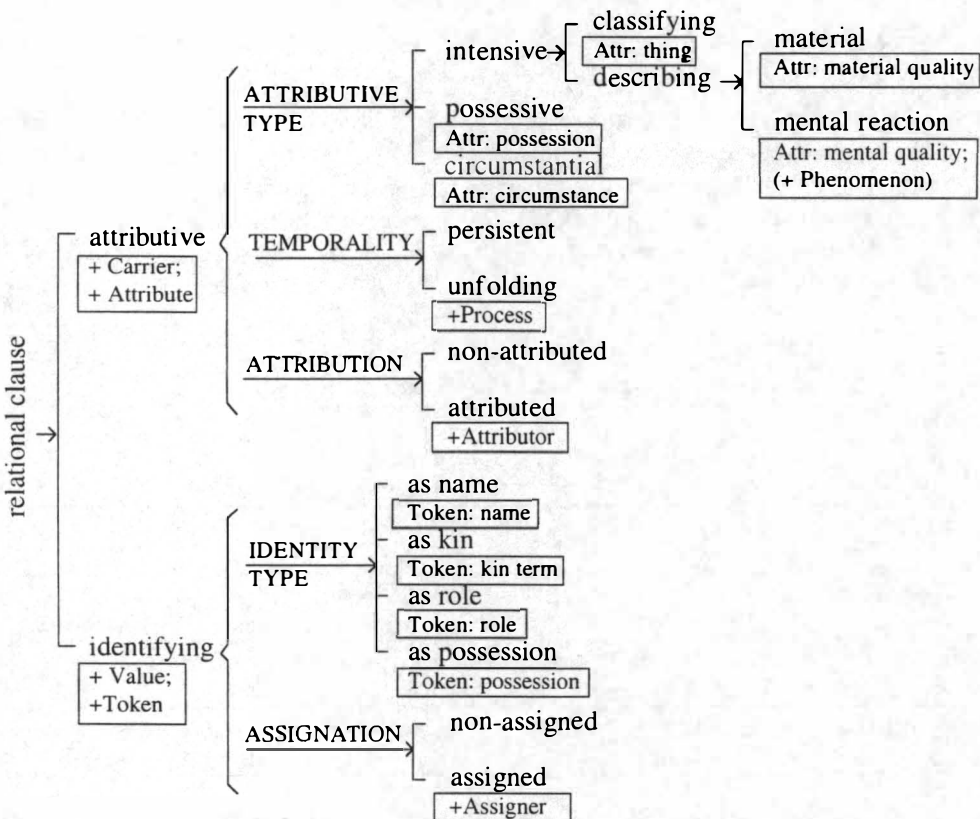 classifying
intensive
Attr: thing
describing
material
Attr: material quality
ATTRIBUTIVE
TYPE
possessive
Attr: possession
mental reaction
Attr: mental quality;
(+ Phenomenon)
circumstantial
Attr: circumstance
attributive
+ Carrier;
+ Attribute
TEMPORALITY
persistent
unfolding
+Process
ATTRIBUTION
non-attributed
attributed
+Attributor
relational clause
as name
Token: name
IDENTITY
TYPE
as kin
Token: kin term
as role
Token: role
as possession
Token: possession
identifying
+ Value;
+Token
ASSIGNATION
non-assigned
assigned
+Assigner